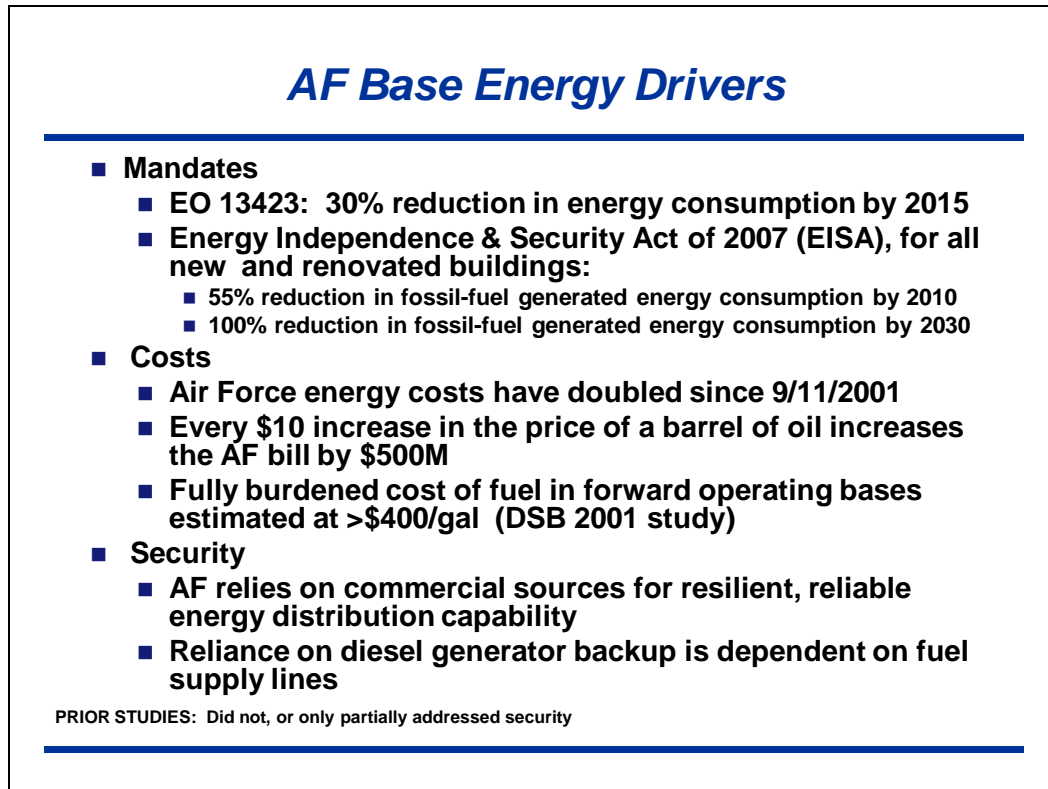 AF Base Energy Drivers
■ Mandates
■ EO 13423: 30% reduction in energy consumption by 2015
■ Energy Independence & Security Act of 2007 (EISA), for all
new and renovated buildings:
■ 55% reduction in fossil-fuel generated energy consumption by 2010
■ 100% reduction in fossil-fuel generated energy consumption by 2030
■ Costs
■ Air Force energy costs have doubled since 9/11/2001
■ Every $10 increase in the price of a barrel of oil increases
the AF bill by $500M
■ Fully burdened cost of fuel in forward operating bases
estimated at >$400/gal (DSB 2001 study)
■ Security
■ AF relies on commercial sources for resilient, reliable
energy distribution capability
■ Reliance on diesel generator backup is dependent on fuel
supply lines
PRIOR STUDIES: Did not, or only partially addressed security